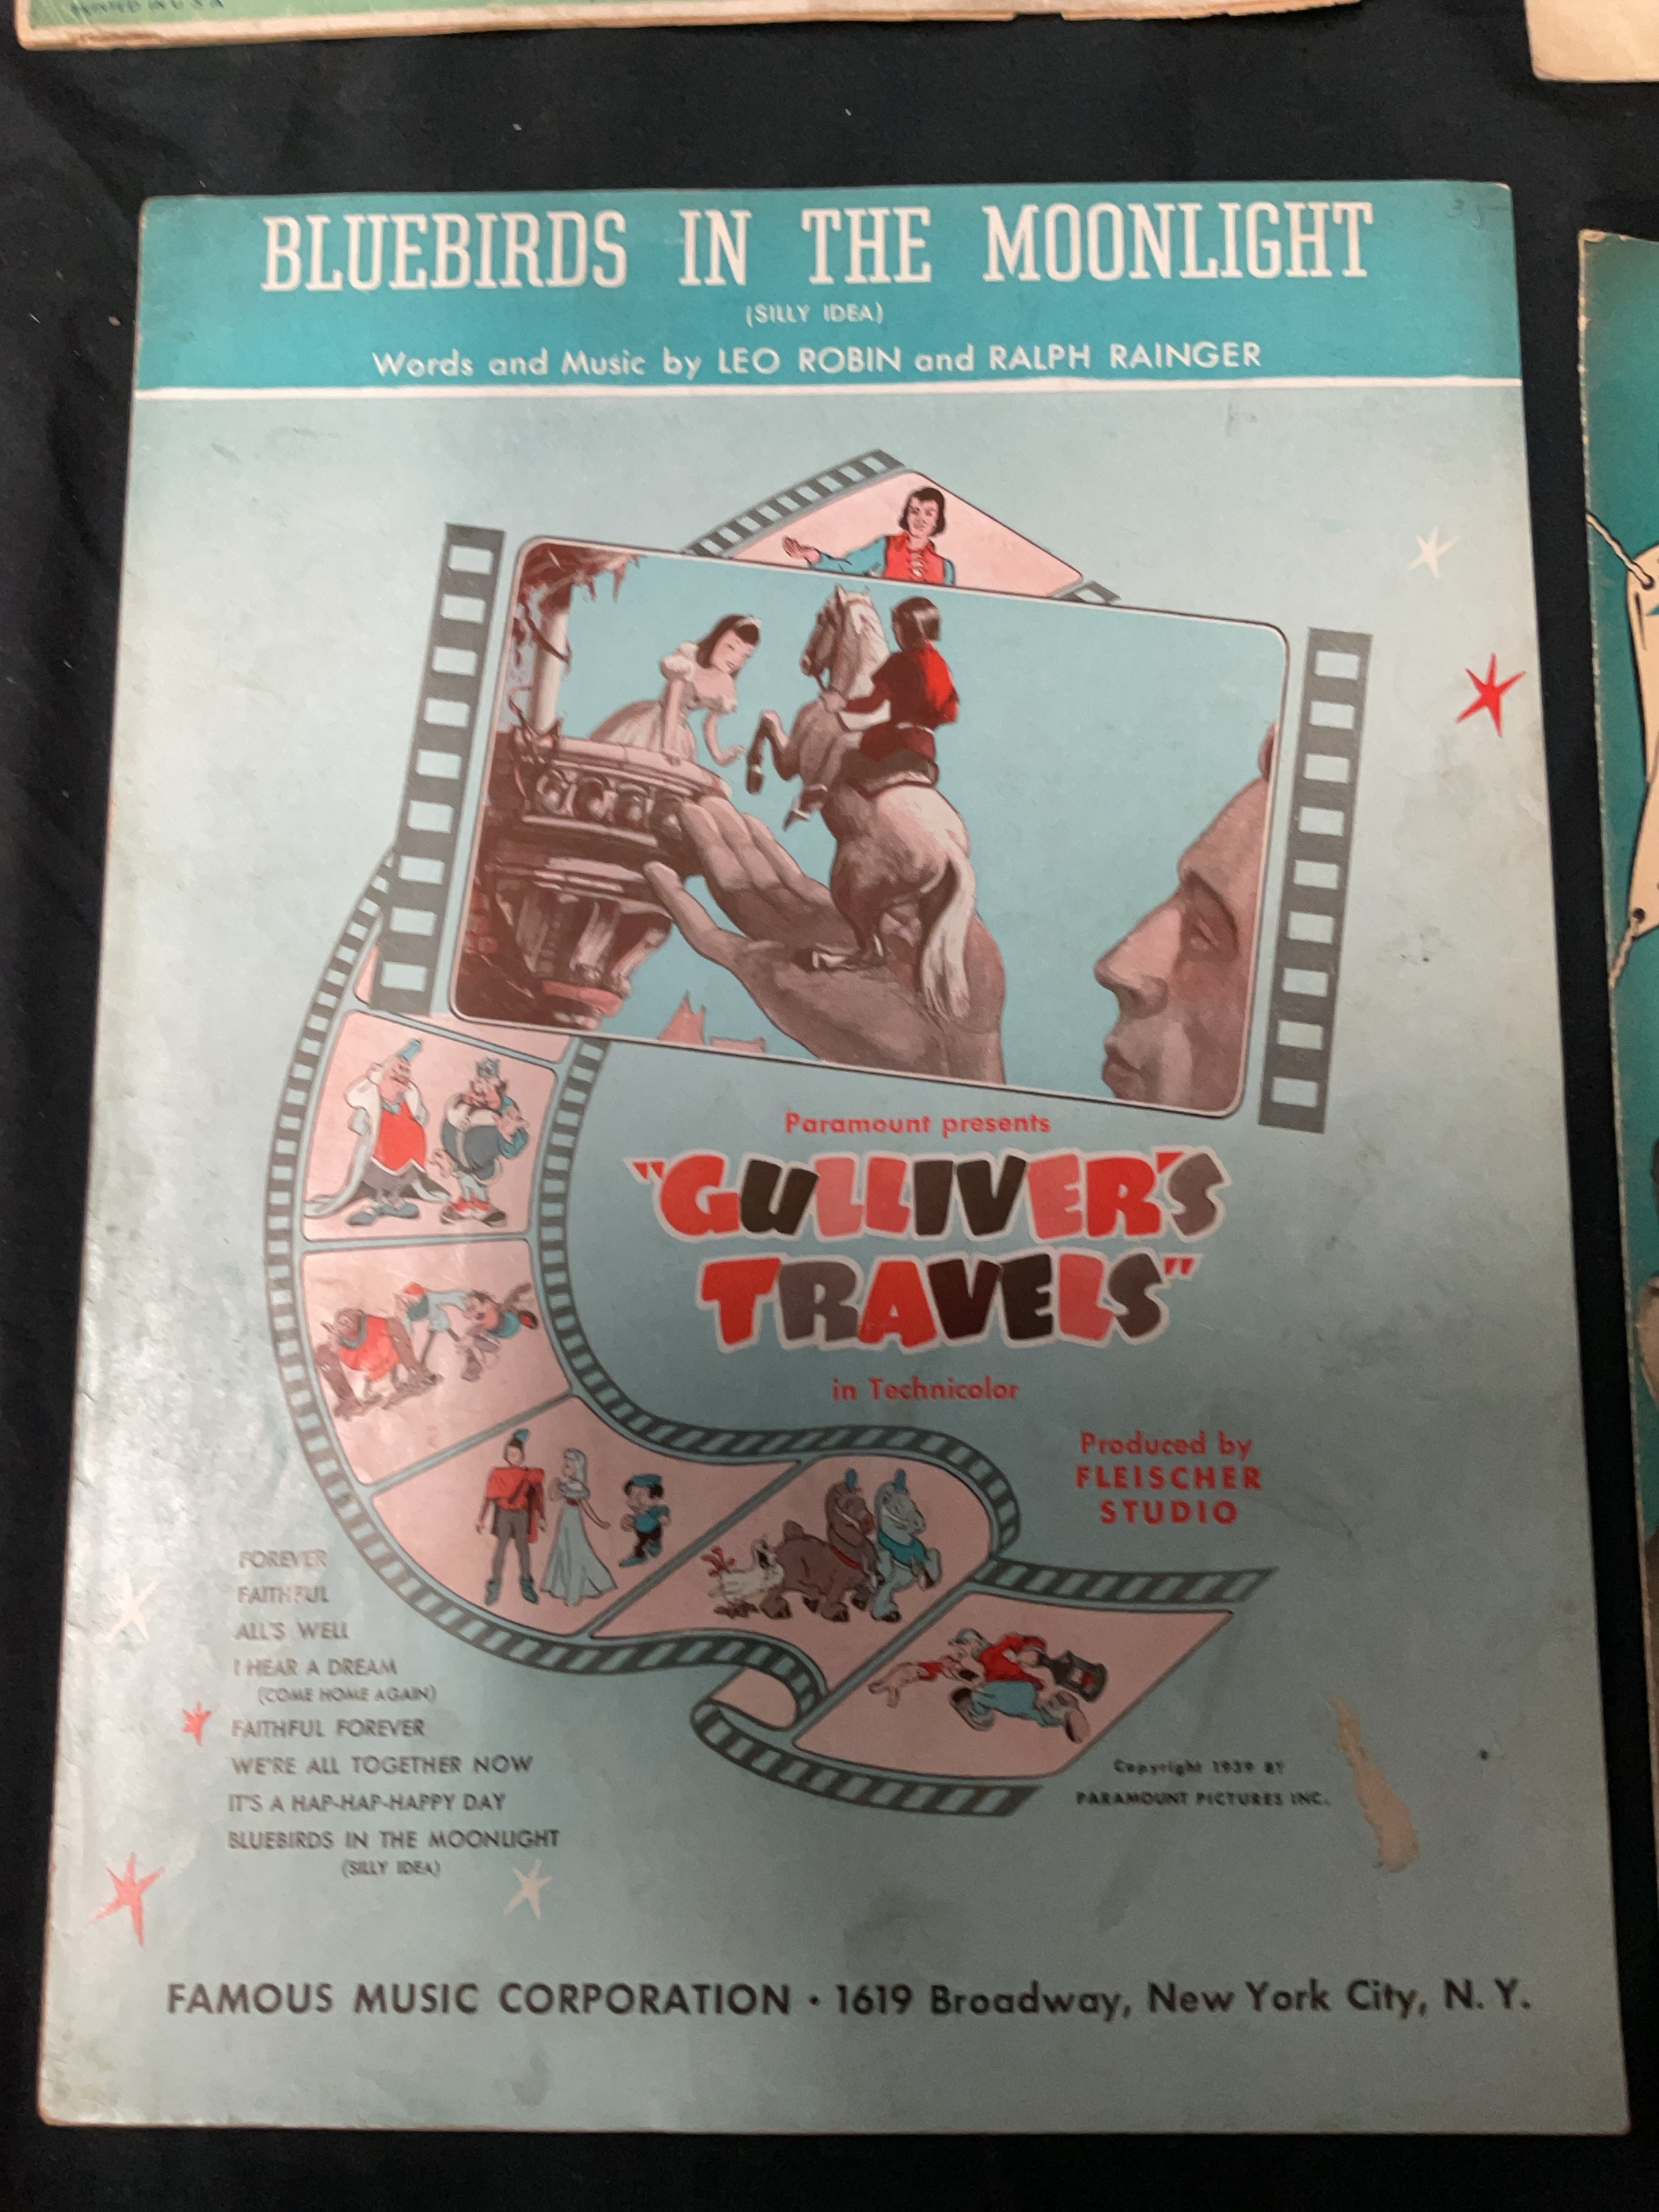 PRINTED IN U S A
BLUEBIRDS IN THE MOONLIGHT
(SILLY IDEA)
Words and Music by LEO ROBIN and RALPH RAINGER
Paramount presents
"GULLIVER'S
TRAVELS"
in Technicolor
Produced by
FLEISCHER
STUDIO
FOREVER
FAITHFUL
ALL'S WELL
I HEAR A DREAM
(COME HOME AGAIN)
FAITHFUL FOREVER
WE'RE ALL TOGETHER NOW
IT'S A HAP-HAP-HAPPY DAY
BLUEBIRDS IN THE MOONLIGHT
(SILLY IDEA)
Copyright 1939 BY
PARAMOUNT PICTURES INC.
FAMOUS MUSIC CORPORATION • 1619 Broadway, New York City, N. Y.